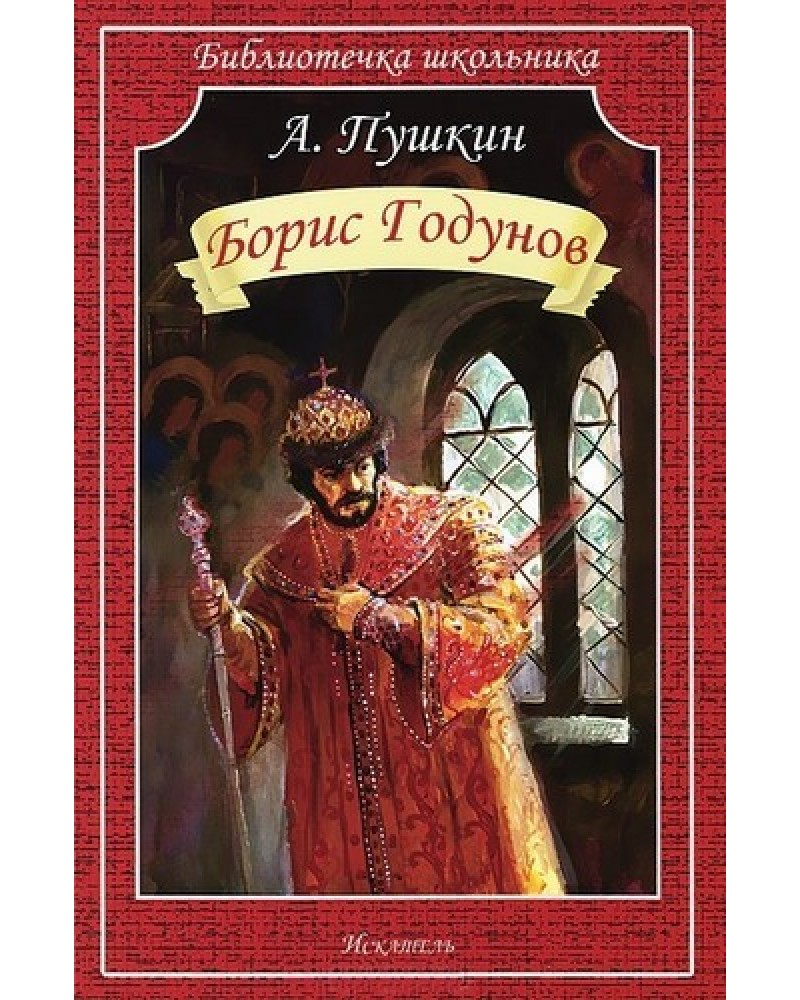 Библиотечка школьника
А. Пушкин
Борис Годунов
Искатель